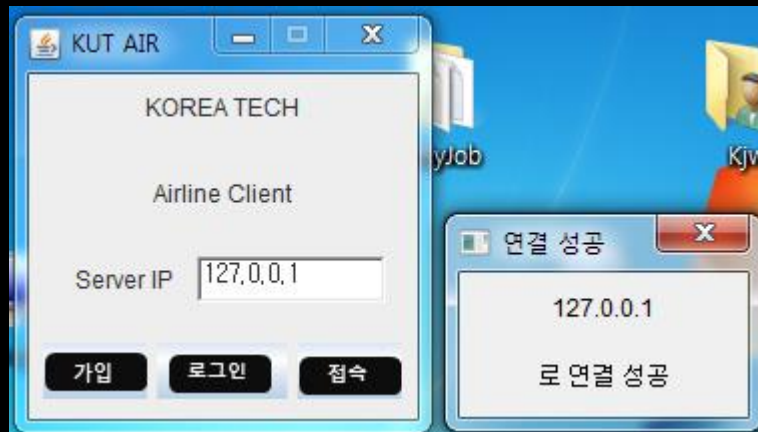 KUT AIR
KOREA TECH
Airline Client
Server IP 127,0,0,1
가입 로그인 접속
yJob
Kjw
연결 성공
127.0.0.1
로 연결 성공